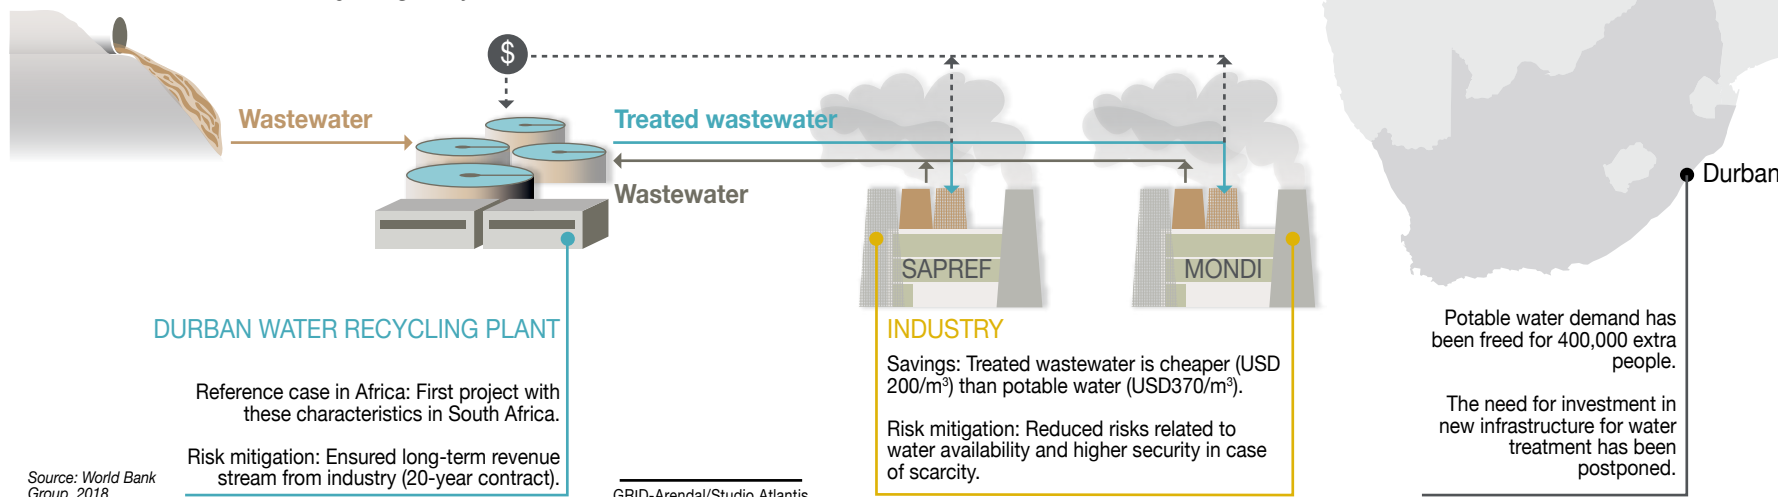 $
Wastewater
Treated wastewater
Wastewater
SAPREF
MONDI
Durban
DURBAN WATER RECYCLING PLANT
Reference case in Africa: First project with
these characteristics in South Africa.
Risk mitigation: Ensured long-term revenue
stream from industry (20-year contract).
INDUSTRY
Savings: Treated wastewater is cheaper (USD
200/m³) than potable water (USD370/m³).
Risk mitigation: Reduced risks related to
water availability and higher security in case
of scarcity.
Potable water demand has
been freed for 400,000 extra
people.
The need for investment in
new infrastructure for water
treatment has been
postponed.
Source: World Bank
Group, 2018
GRID-Arendal/Studio Atlantis